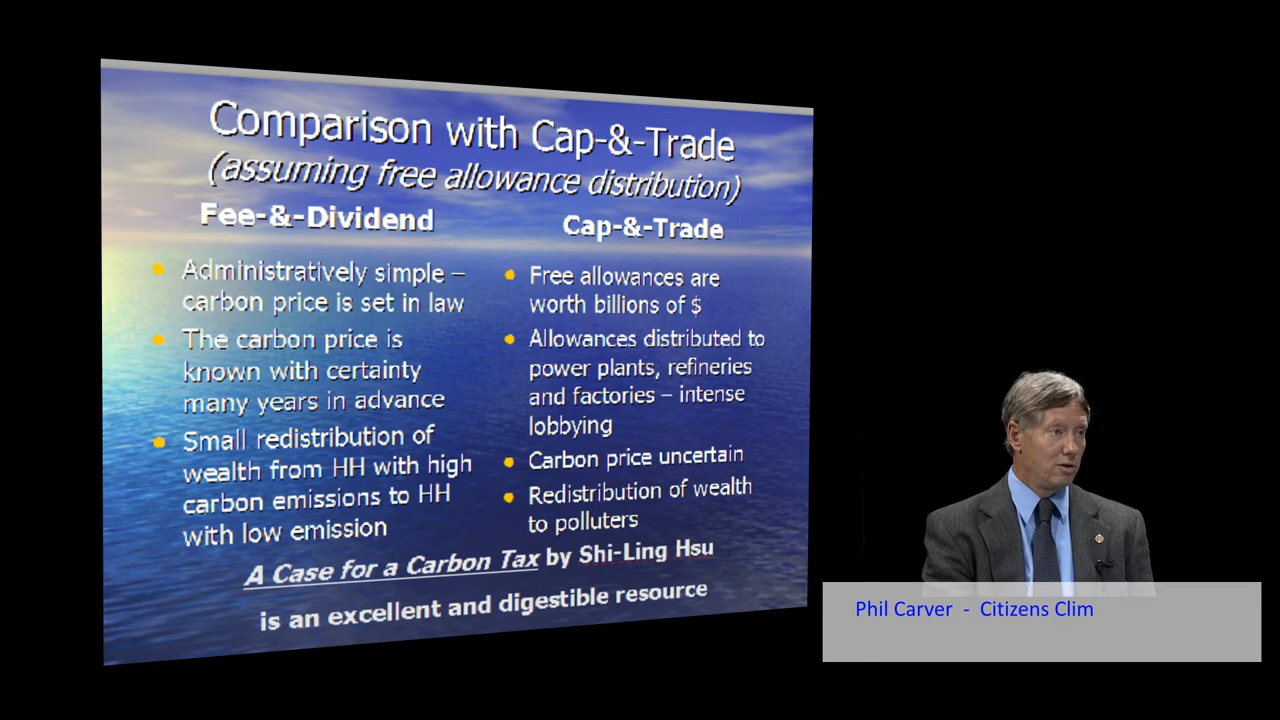 Comparison with Cap-&-Trade
(assuming free allowance distribution)
Fee-&-Dividend
Administratively simple –
carbon price is set in law
The carbon price is
known with certainty
many years in advance
Small redistribution of
wealth from HH with high
carbon emissions to HH
with low emission
Cap-&-Trade
Free allowances are
worth billions of $
Allowances distributed to
power plants, refineries
and factories – intense
lobbying
Carbon price uncertain
Redistribution of wealth
to polluters
A Case for a Carbon Tax by Shi-Ling Hsu
is an excellent and digestible resource
Phil Carver - Citizens Clim